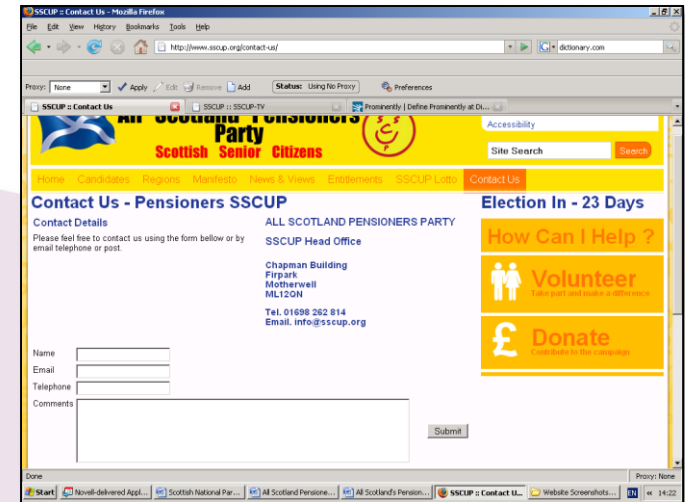 SSCUP :: Contact Us - Mozilla Firefox
File Edit View History Bookmarks Tools Help
http://www.sscup.org/contact-us/
dictionary.com
Proxy: None Apply Edit Remove Add Status: Using No Proxy Preferences
SSCUP :: Contact Us
SSCUP :: SSCUP-TV
Prominently | Define Prominently at Di...
All Scotland Pensioners
Party
Scottish Senior Citizens
Accessibility
Site Search Search
Home Candidates Regions Manifesto News & Views Entitlements SSCUP Lotto Contact Us
Contact Us - Pensioners SSCUP
Election In - 23 Days
Contact Details
Please feel free to contact us using the form bellow or by
email telephone or post.
ALL SCOTLAND PENSIONERS PARTY
SSCUP Head Office
Chapman Building
Firpark
Motherwell
ML12QN
Tel. 01698 262 814
Email. info@sscup.org
How Can I Help ?
Volunteer
Take part and make a difference
£ Donate
Contribute to the campaign
Name
Email
Telephone
Comments
Submit
Done
Proxy: None
Start Novell-delivered Appl... Scottish National Par... All Scotland Pensione... All Scotland's Pension... SSCUP :: Contact U... Website Screenshots... EN « 14:22